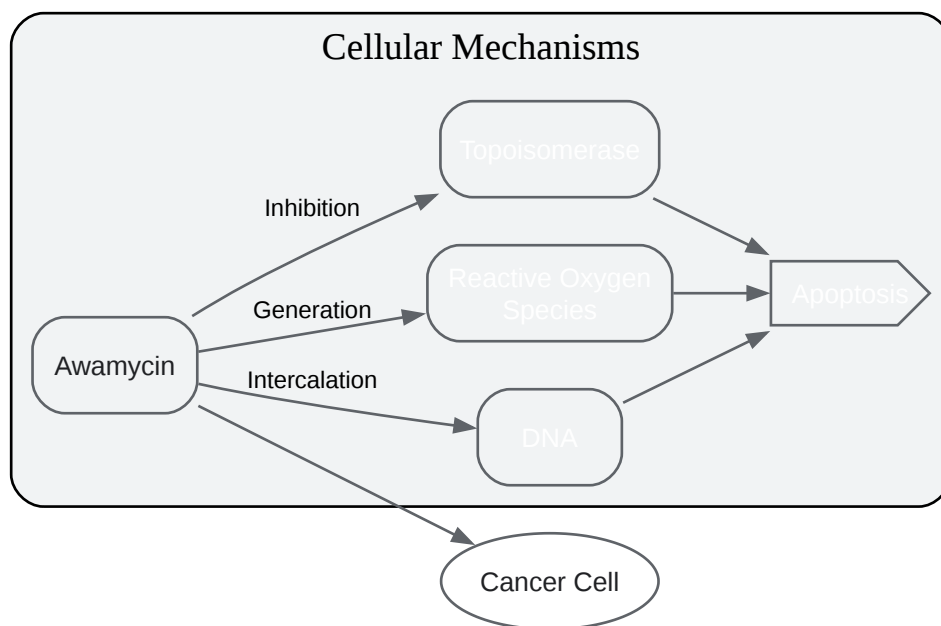 Cellular Mechanisms
Topoisomerase
Inhibition
Reactive Oxygen
Species
Generation
Apoptosis
Awamycin
Intercalation
DNA
Cancer Cell